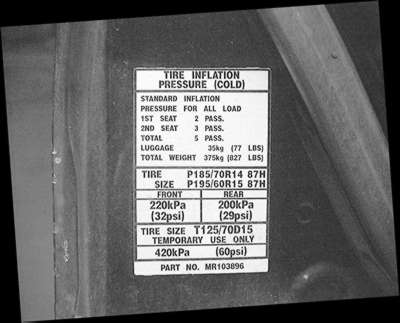 TIRE INFLATION
PRESSURE (COLD)
STANDARD INFLATION
PRESSURE FOR ALL LOAD
1ST SEAT 2 PASS.
2ND SEAT 3 PASS.
TOTAL 5 PASS.
LUGGAGE 35kg (77 LBS)
TOTAL WEIGHT 375kg (827 LBS)
TIRE P185/70R14 87H
SIZE P195/60R15 87H
FRONT REAR
220kPa 200kPa
(32psi) (29psi)
TIRE SIZE T125/70D15
TEMPORARY USE ONLY
420kPa (60psi)
PART NO. MR103896